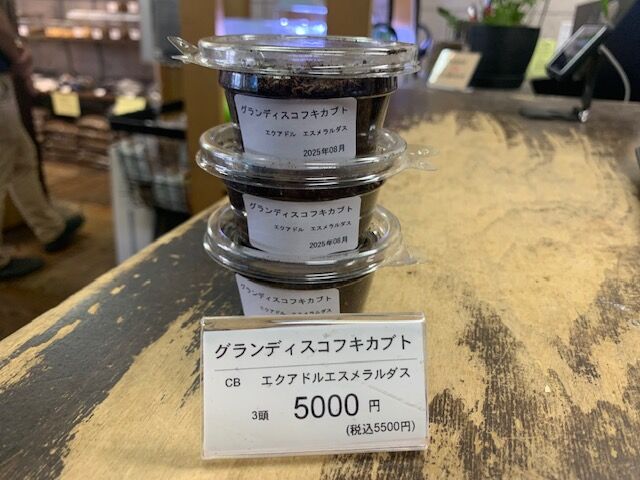 グランディスコフキカブト
エクアドル エスメラルダス
2025年08月
グランディスコフキカブト
エクアドル エスメラルダス
2025年08月
グランディスコフキカブト
グランディスコフキカブト
CB エクアドルエスメラルダス
3頭 5000円
(税込5500円)